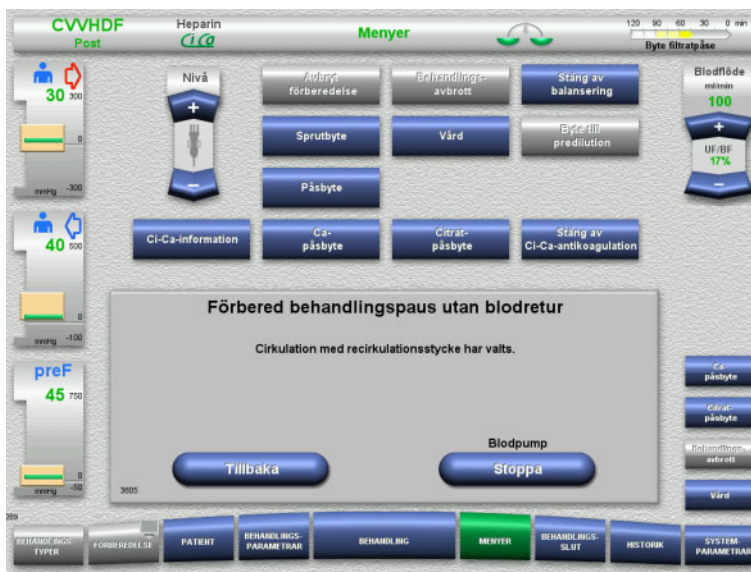 CVVHDF
Post
Heparin
CiCa
Menyer
120 90 60 30 0 min
Byte filtratpåse
30 300
0
mmHg -300
40 500
0
mmHg -100
preF
45 750
0
mmHg -50
Nivå
+
−
Avbryt
förberedelse
Behandlings-
avbrott
Stäng av
balansering
Sprutbyte
Vård
Byte till
predilution
Påsbyte
Ci-Ca-information
Ca-
påsbyte
Citrat-
påsbyte
Stäng av
Ci-Ca-antikoagulation
Blodflöde
ml/min
100
+
UF/BF
17%
−
Förbered behandlingspaus utan blodretur
Cirkulation med recirkulationsstycke har valts.
Blodpump
Tillbaka
Stoppa
3605
Ca-
påsbyte
Citrat-
påsbyte
Behandlings-
avbrott
Vård
BEHANDLINGS-
TYPER
FÖRBEREDELSE
PATIENT
BEHANDLINGS-
PARAMETRAR
BEHANDLING
MENYER
BEHANDLINGS-
SLUT
HISTORIK
SYSTEM-
PARAMETRAR